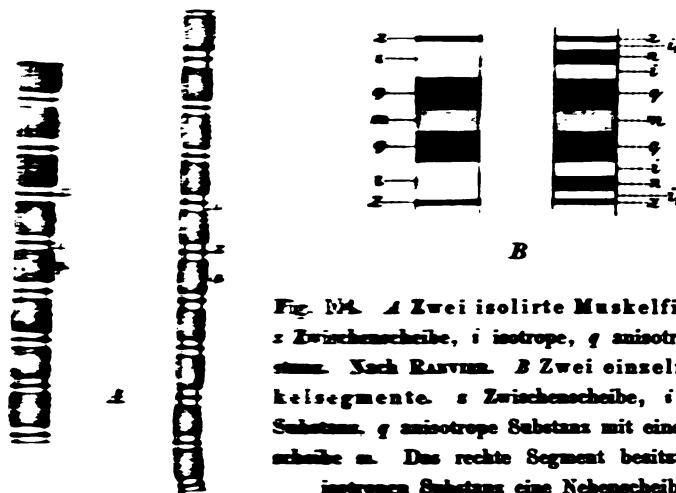 z
i
q
m
q
i
z
z
i
n
i
q
m
q
i
n
i
z
B
Fig. A Zwei isolirte Muskelfi
z Zwischenscheibe, i isotrope, q anisotr
stanz. Nach RANVIER. B Zwei einzel
kelsegmente. z Zwischenscheibe, i
Substanz, q anisotrope Substanz mit eine
scheibe m. Das rechte Segment besitz
isotropen Substanz eine Nebenscheib
A